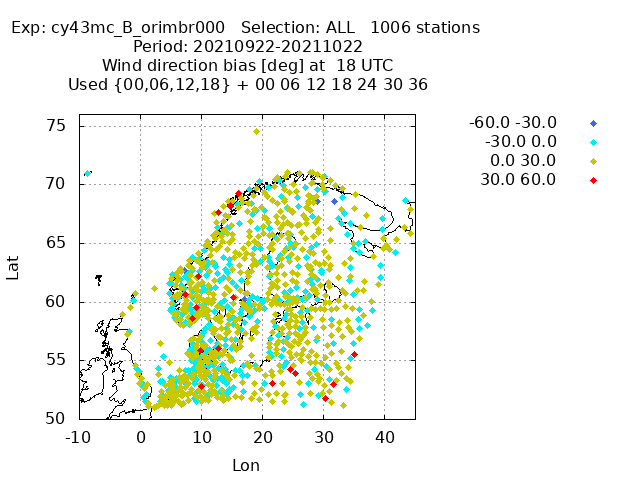 Exp: cy43mc_B_orimbr000   Selection: ALL   1006 stations
Period: 20210922-20211022
Wind direction bias [deg] at  18 UTC
Used {00,06,12,18} + 00 06 12 18 24 30 36
-60.0 -30.0
-30.0 0.0
0.0 30.0
30.0 60.0
75
70
65
60
55
50
Lat
-10 0 10 20 30 40
Lon